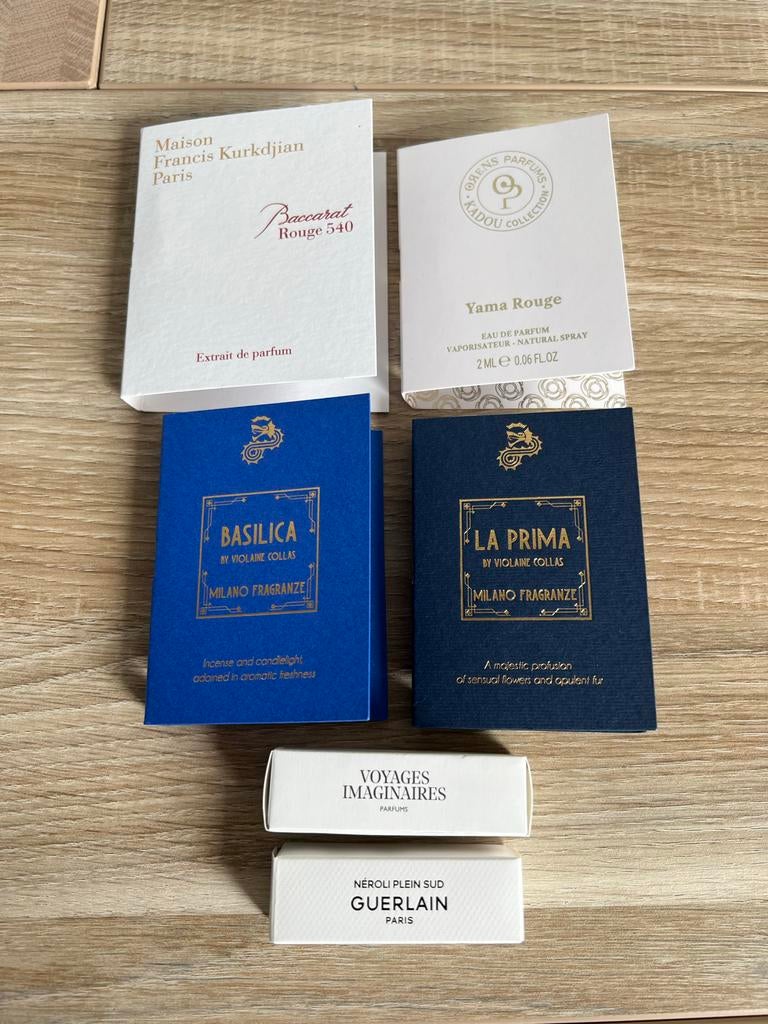 Maison
Francis Kurkdjian
Paris
Baccarat
Rouge 540
Extrait de parfum
ORENS PARFUMS
KADOU COLLECTION
Yama Rouge
EAU DE PARFUM
VAPORISATEUR - NATURAL SPRAY
2 ML ℮ 0.06 FL.OZ
BASILICA
BY VIOLAINE COLLAS
MILANO FRAGRANZE
Incense and candlelight,
adorned in aromatic freshness
LA PRIMA
BY VIOLAINE COLLAS
MILANO FRAGRANZE
A majestic profusion
of sensual flowers and opulent fur
VOYAGES
IMAGINAIRES
PARFUMS
NÉROLI PLEIN SUD
GUERLAIN
PARIS